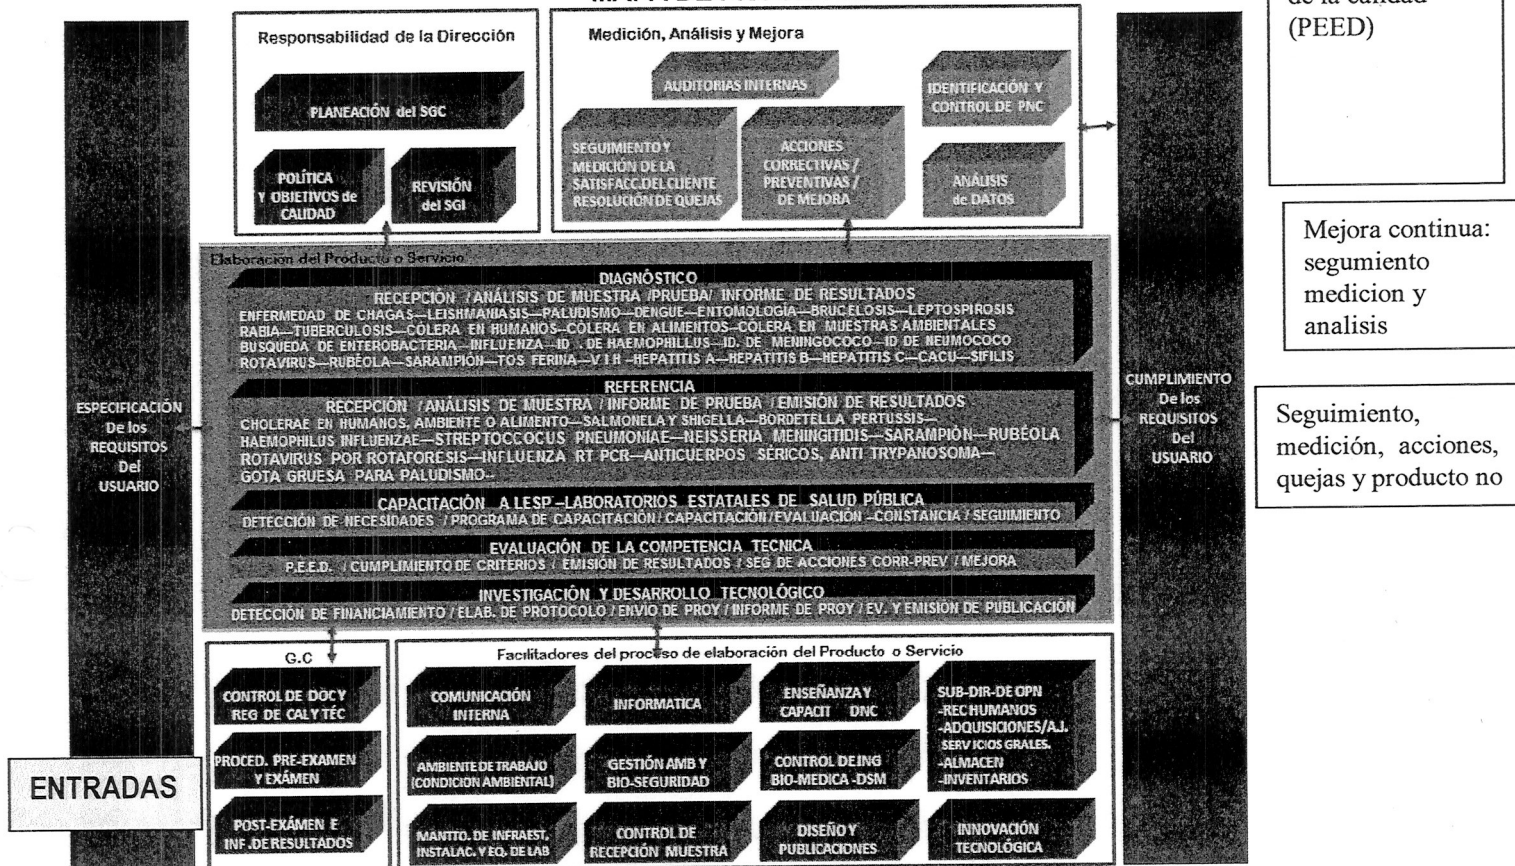 de la calidad
(PEED)
Responsabilidad de la Dirección
PLANEACIÓN del SGC
POLÍTICA
Y OBJETIVOS de
CALIDAD
REVISIÓN
del SGI
Medición, Análisis y Mejora
AUDITORIAS INTERNAS
IDENTIFICACIÓN Y
CONTROL DE PNC
SEGUIMIENTO Y
MEDICIÓN DE LA
SATISFACC.DEL CLIENTE
RESOLUCIÓN DE QUEJAS
ACCIONES
CORRECTIVAS /
PREVENTIVAS /
DE MEJORA
ANÁLISIS
de DATOS
Mejora continua:
segumiento
medicion y
analisis
Seguimiento,
medición, acciones,
quejas y producto no
ESPECIFICACIÓN
De los
REQUISITOS
Del
USUARIO
Elaboración del Producto o Servicio
DIAGNÓSTICO
RECEPCIÓN /ANÁLISIS DE MUESTRA /PRUEBA/ INFORME DE RESULTADOS
ENFERMEDAD DE CHAGAS—LEISHMANIASIS—PALUDISMO—DENGUE—ENTOMOLOGÍA—BRUCELOSIS—LEPTOSPIROSIS
RABIA—TUBERCULOSIS—COLERA EN HUMANOS—COLERA EN ALIMENTOS—COLERA EN MUESTRAS AMBIENTALES
BUSQUEDA DE ENTEROBACTERIA—INFLUENZA—ID .DE HAEMOPHILLUS—ID. DE MENINGOCOCO—ID DE NEUMOCOCO
ROTAVIRUS—RUBÉOLA—SARAMPIÓN—TOS FERINA—V I H -HEPATITIS A—HEPATITIS B—HEPATITIS C—CACU—SIFILIS
REFERENCIA
RECEPCIÓN /ANÁLISIS DE MUESTRA /INFORME DE PRUEBA /EMISIÓN DE RESULTADOS
CHOLERAE EN HUMANOS, AMBIENTE O ALIMENTO—SALMONELA Y SHIGELLA—BORDETELLA PERTUSSIS—
HAEMOPHILUS INFLUENZAE—STREPTOCCOCUS PNEUMONIAE—NEISSERIA MENINGITIDIS—SARAMPIÓN—RUBÉOLA
ROTAVIRUS POR ROTAFORESIS—INFLUENZA RT PCR—ANTICUERPOS SÉRICOS, ANTI TRYPANOSOMA—
GOTA GRUESA PARA PALUDISMO--
CAPACITACIÓN A LESP –LABORATORIOS ESTATALES DE SALUD PÚBLICA
DETECCIÓN DE NECESIDADES / PROGRAMA DE CAPACITACIÓN/ CAPACITACIÓN/EVALUACIÓN –CONSTANCIA / SEGUIMIENTO
EVALUACIÓN DE LA COMPETENCIA TECNICA
P.E.E.D. / CUMPLIMIENTO DE CRITERIOS / EMISIÓN DE RESULTADOS / SEG DE ACCIONES CORR-PREV / MEJORA
INVESTIGACIÓN Y DESARROLLO TECNOLÓGICO
DETECCIÓN DE FINANCIAMIENTO / ELAB. DE PROTOCOLO / ENVÍO DE PROY / INFORME DE PROY / EV. Y EMISIÓN DE PUBLICACIÓN
CUMPLIMIENTO
De los
REQUISITOS
Del
USUARIO
G.C
CONTROL DE DOC Y
REG DE CAL Y TÉC
PROCED. PRE-EXAMEN
Y EXÁMEN
POST-EXÁMEN E
INF .DE RESULTADOS
Facilitadores del proceso de elaboración del Producto o Servicio
COMUNICACIÓN
INTERNA
INFORMATICA
ENSEÑANZA Y
CAPACIT DNC
SUB-DIR-DE OPN
-REC HUMANOS
-ADQUISICIONES/A.J.
SERVICIOS GRALES.
-ALMACEN
-INVENTARIOS
AMBIENTE DE TRABAJO
(CONDICIÓN AMBIENTAL)
GESTIÓN AMB Y
BIO-SEGURIDAD
CONTROL DE ING
BIO-MEDICA -DSM
MANTTO. DE INFRAEST,
INSTALAC. Y EQ. DE LAB
CONTROL DE
RECEPCIÓN MUESTRA
DISEÑO Y
PUBLICACIONES
INNOVACIÓN
TECNOLÓGICA
ENTRADAS